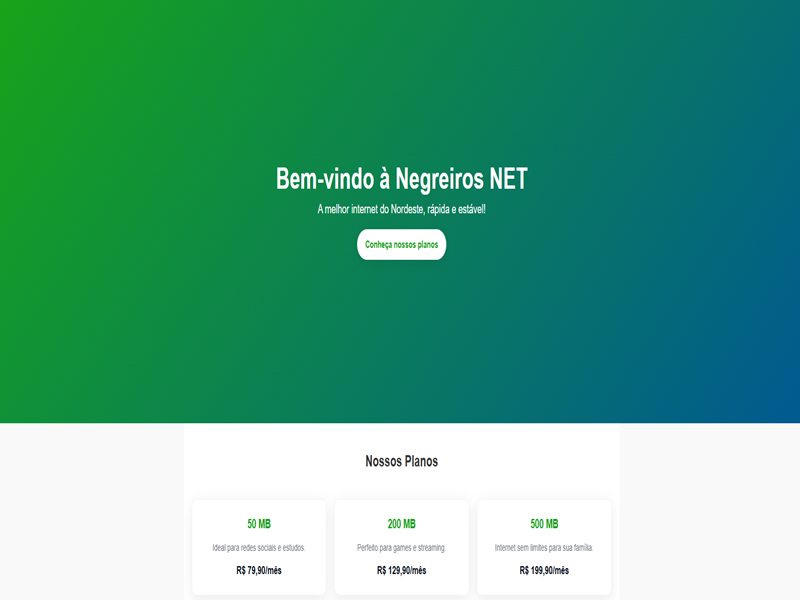 Bem-vindo à Negreiros NET
A melhor internet do Nordeste, rápida e estável!
Conheça nossos planos
Nossos Planos
50 MB
Ideal para redes sociais e estudos.
R$ 79,90/mês
200 MB
Perfeito para games e streaming.
R$ 129,90/mês
500 MB
Internet sem limites para sua família.
R$ 199,90/mês